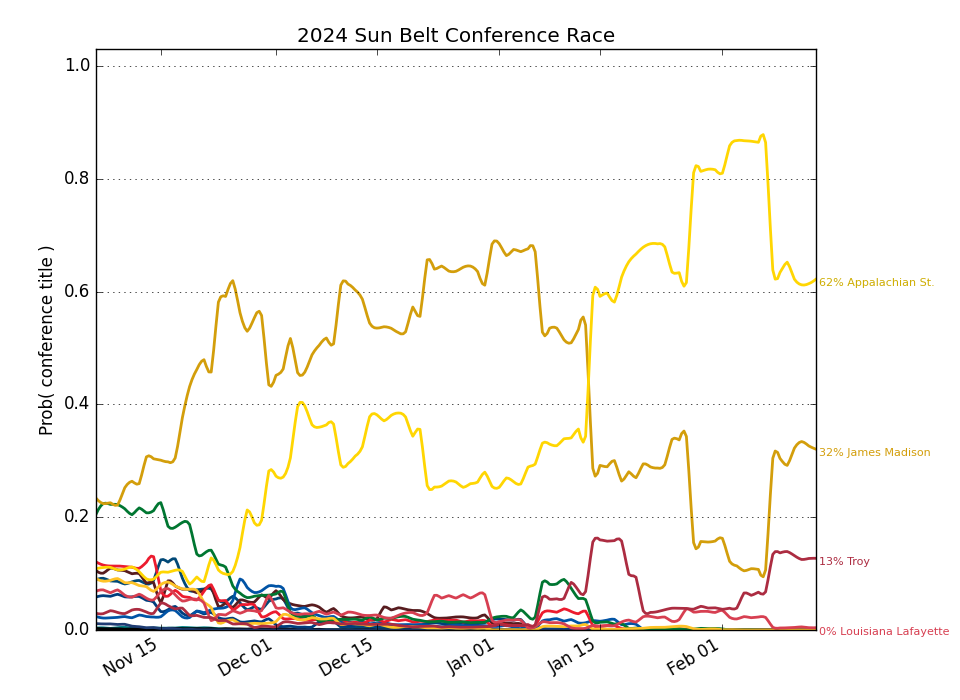 2024 Sun Belt Conference Race
Prob( conference title )
1.0
0.8
0.6
0.4
0.2
0.0
Nov 15
Dec 01
Dec 15
Jan 01
Jan 15
Feb 01
62% Appalachian St.
32% James Madison
13% Troy
0% Louisiana Lafayette